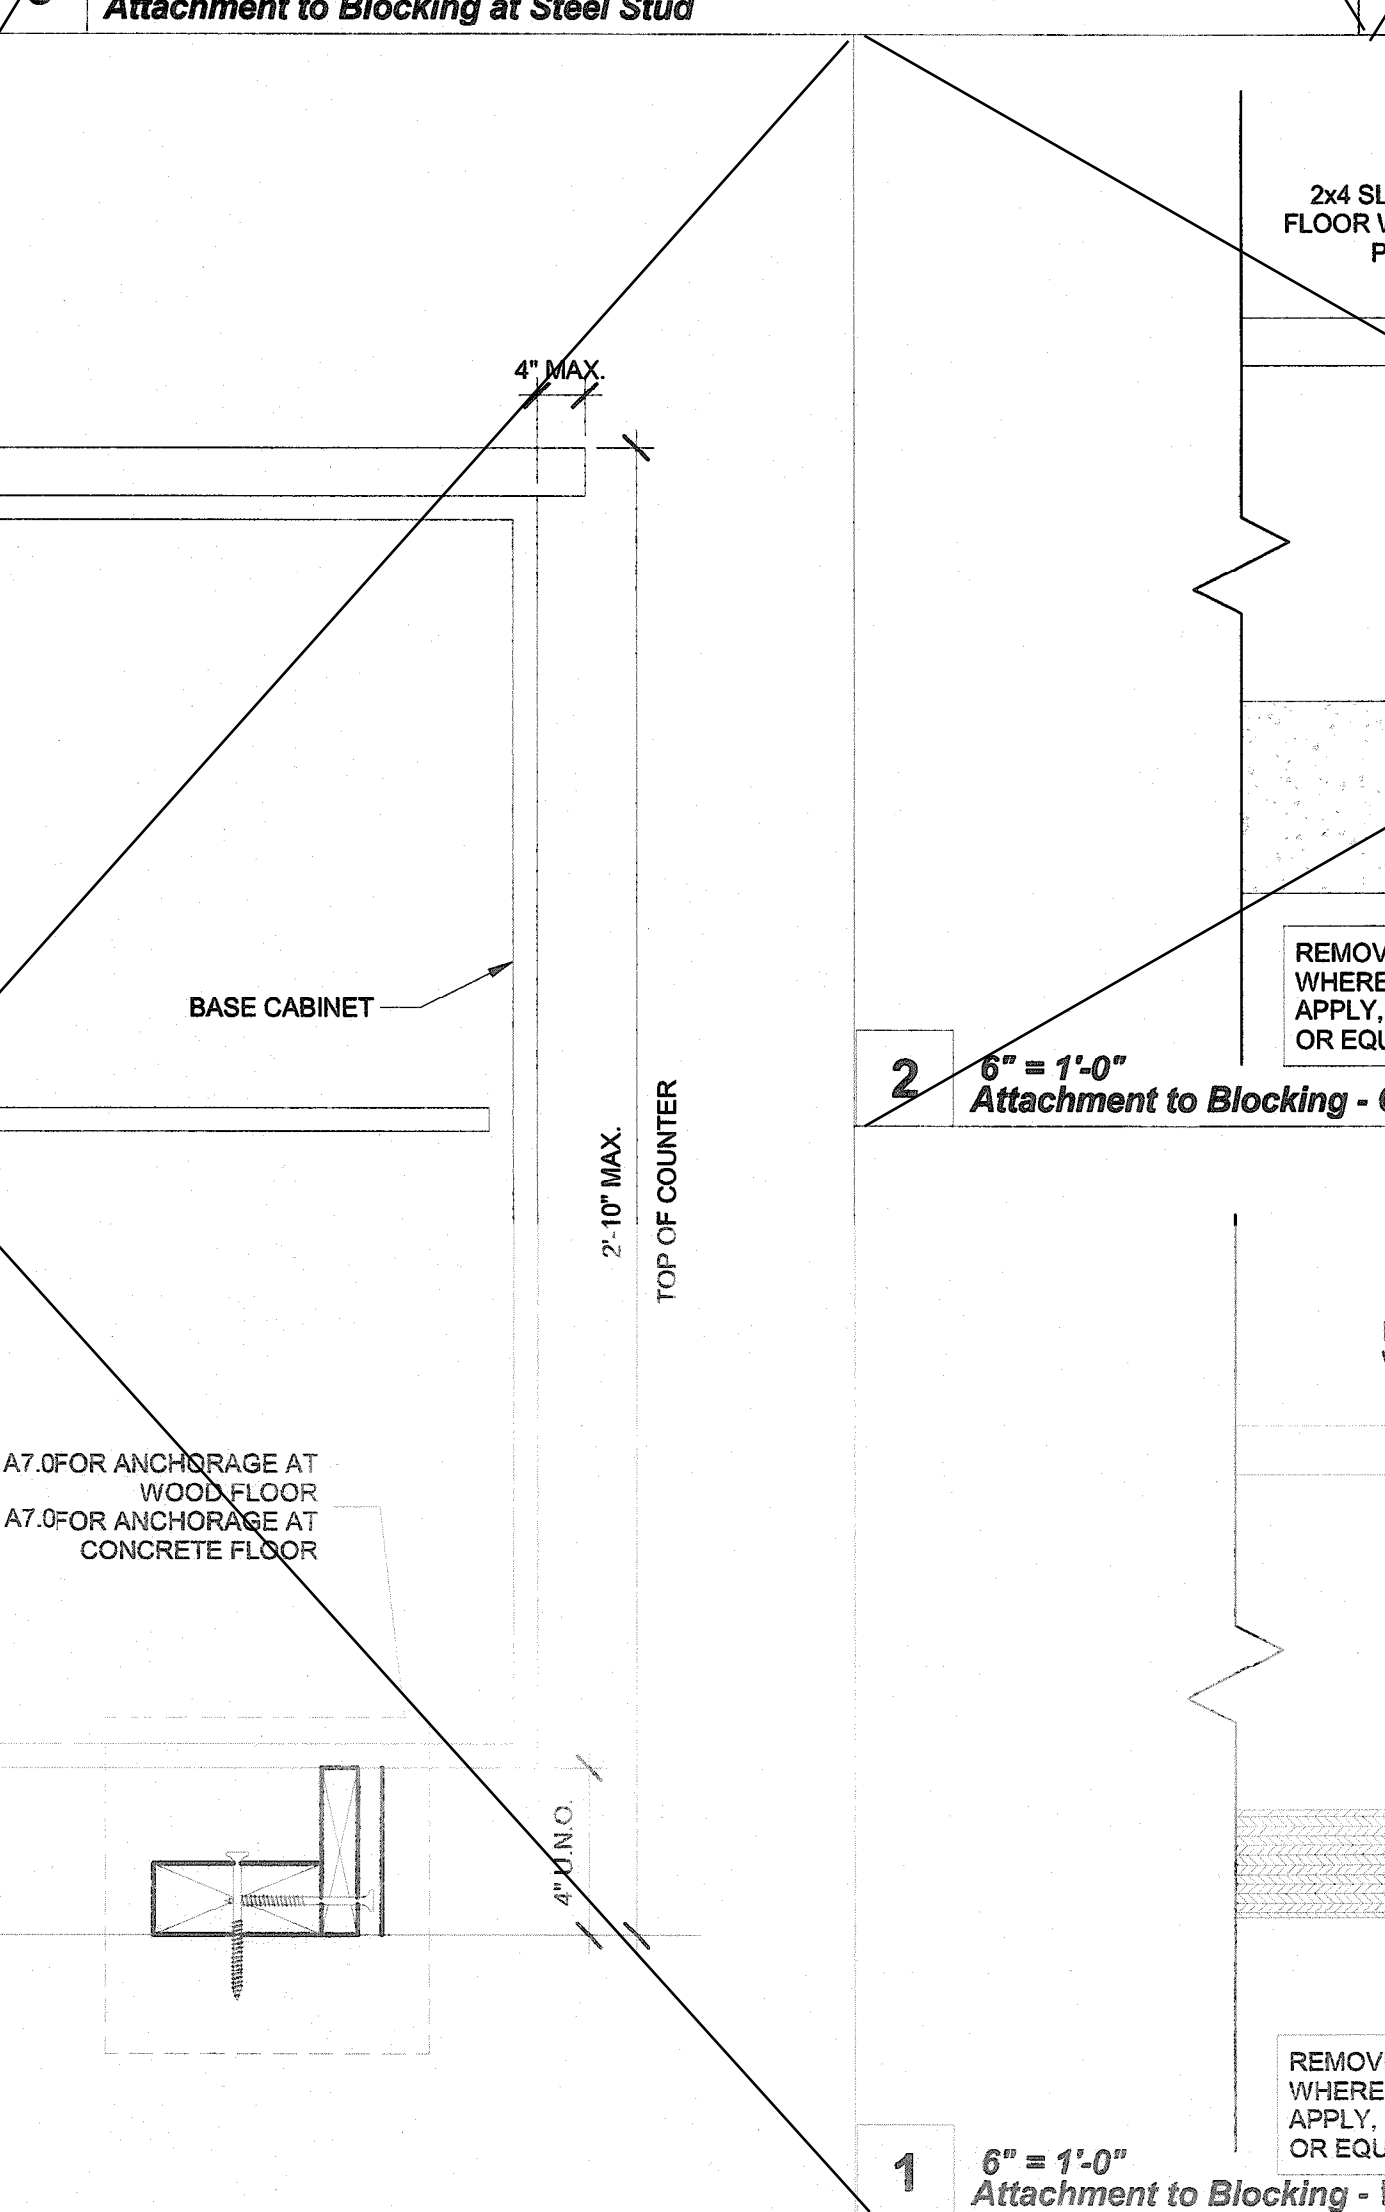 Attachment to Blocking at Steel Stud
4" MAX.
BASE CABINET
2'-10" MAX.
TOP OF COUNTER
A7.0FOR ANCHORAGE AT
WOOD FLOOR
A7.0FOR ANCHORAGE AT
CONCRETE FLOOR
4" U.N.O.
2x4
FLOOR
REMOV
WHERE
APPLY,
OR EQU
2
6" = 1'-0"
Attachment to Blocking -
REMOV
WHERE
APPLY,
OR EQU
1
6" = 1'-0"
Attachment to Blocking -